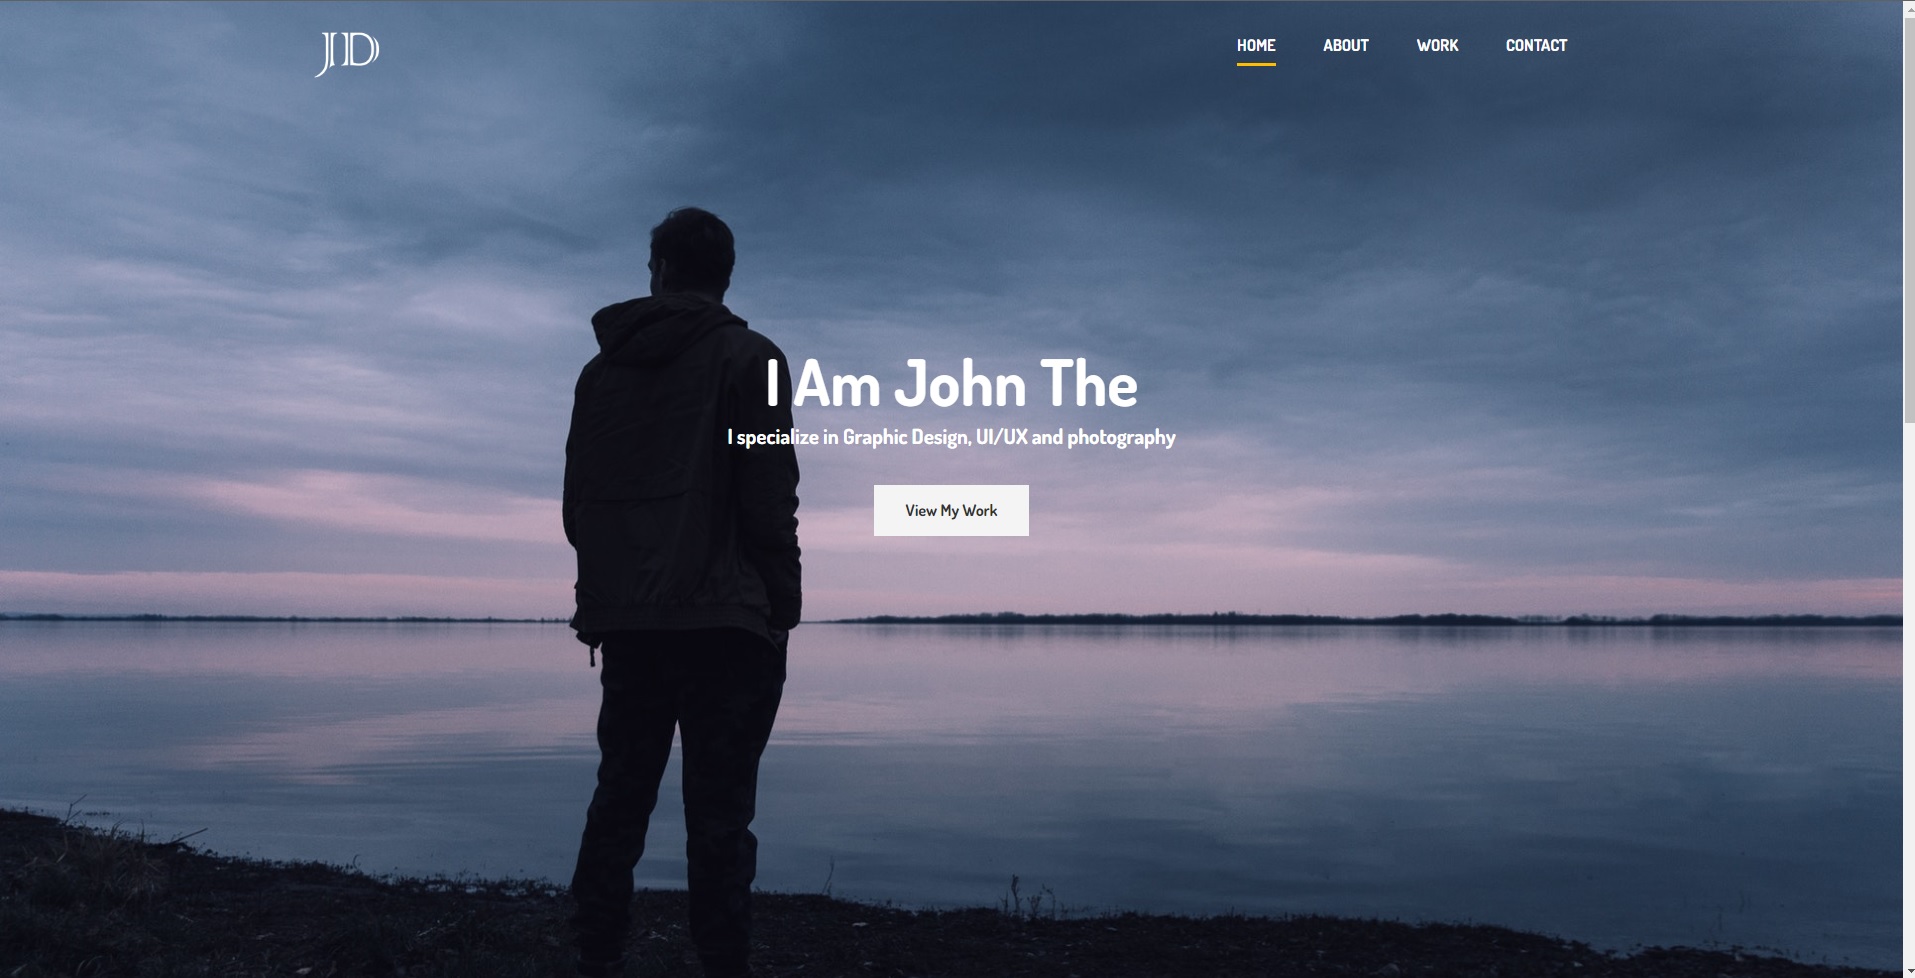 JD
HOME ABOUT WORK CONTACT
I Am John The
I specialize in Graphic Design, UI/UX and photography
View My Work